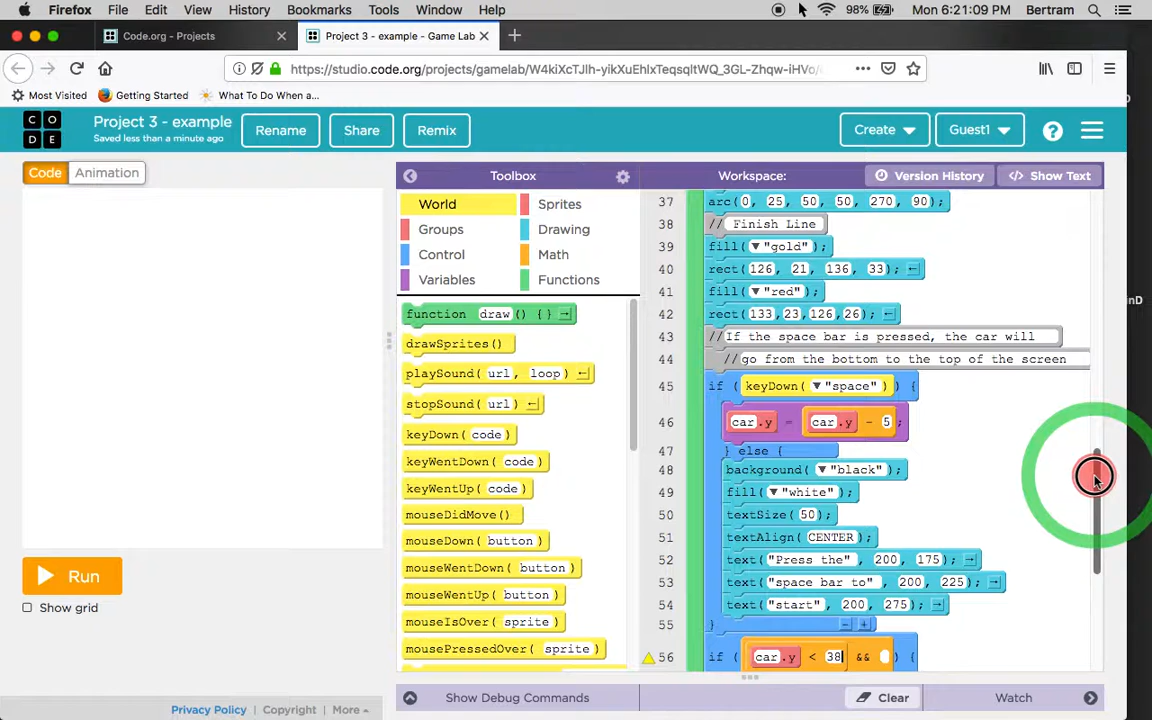 Firefox File Edit View History Bookmarks Tools Window Help 98% Mon 6:21:09 PM Bertram
Code.org - Projects Project 3 - example - Game Lab
https://studio.code.org/projects/gamelab/W4kiXcTJlh-yikXuEhlxTeqsqltWQ_3GL-Zhqw-iHVo/
Most Visited Getting Started What To Do When a...
CODE
Project 3 - example
Saved less than a minute ago
Rename Share Remix Create Guest1 ?
Code Animation
Toolbox Workspace: Version History </> Show Text
World Sprites
Groups Drawing
Control Math
Variables Functions
function draw() { }
drawSprites()
playSound( url, loop)
stopSound( url)
keyDown( code)
keyWentDown( code)
keyWentUp( code)
mouseDidMove()
mouseDown( button)
mouseWentDown( button)
mouseWentUp( button)
mouseIsOver( sprite)
mousePressedOver( sprite)
37 arc(0, 25, 50, 50, 270, 90);
38 // Finish Line
39 fill( "gold");
40 rect(126, 21, 136, 33);
41 fill( "red");
42 rect(133,23,126,26);
43 //If the space bar is pressed, the car will
44 //go from the bottom to the top of the screen
45 if ( keyDown( "space") ) {
46 car.y = car.y - 5;
} else {
48 background( "black");
49 fill( "white");
50 textSize( 50);
51 textAlign( CENTER);
52 text( "Press the", 200, 175);
53 text( "space bar to", 200, 225);
54 text( "start", 200, 275);
55 } - +
56 if ( car.y < 38 && ) {
Run
Show grid
Show Debug Commands Clear Watch
Privacy Policy | Copyright | More